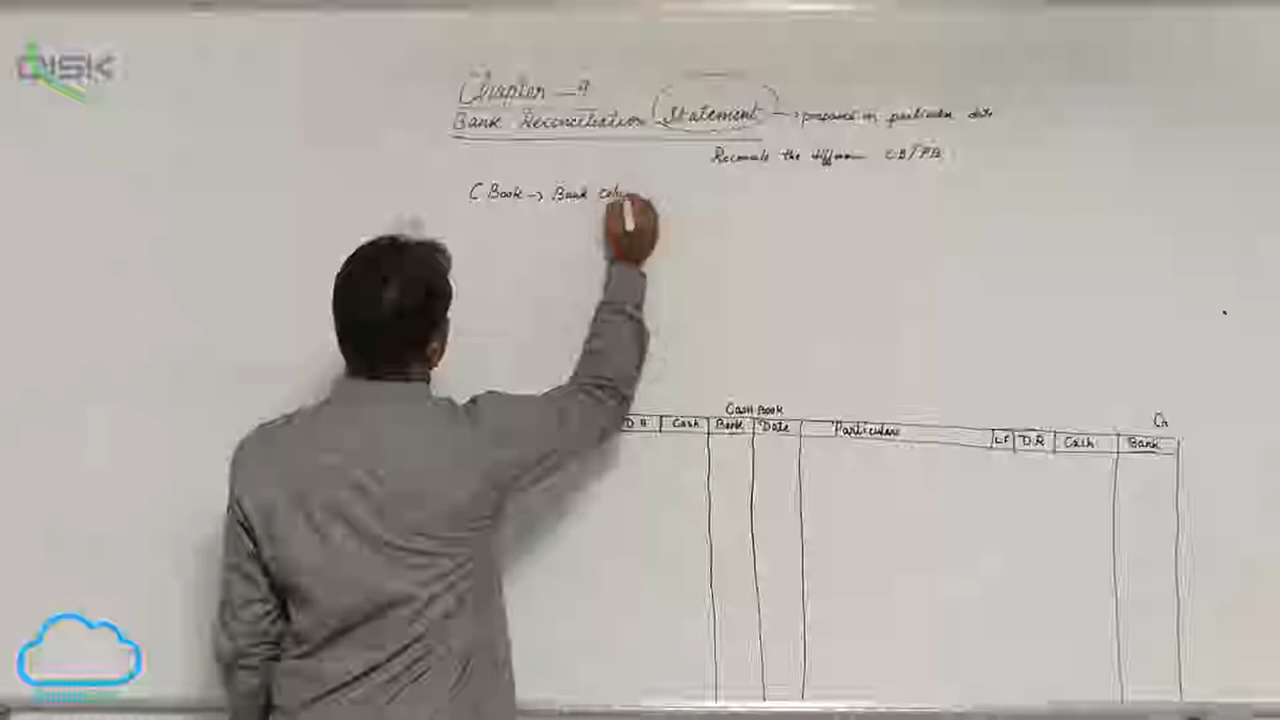 DISK
Chapter - 9
Bank Reconciliation Statement -> prepared on particular date
Reconcile the difference CB/PB
C Book -> Bank
Cash Book
Cr
Cash Bank Date Particulars LF D.R Cash Bank